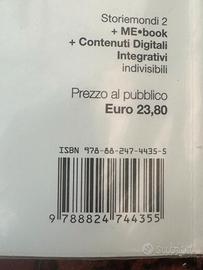 Storiemondi 2
+ ME•book
+ Contenuti Digitali
Integrativi
indivisibili
Prezzo al pubblico
Euro 23,80
ISBN 978-88-247-4435-5
9 788824 744355
subito